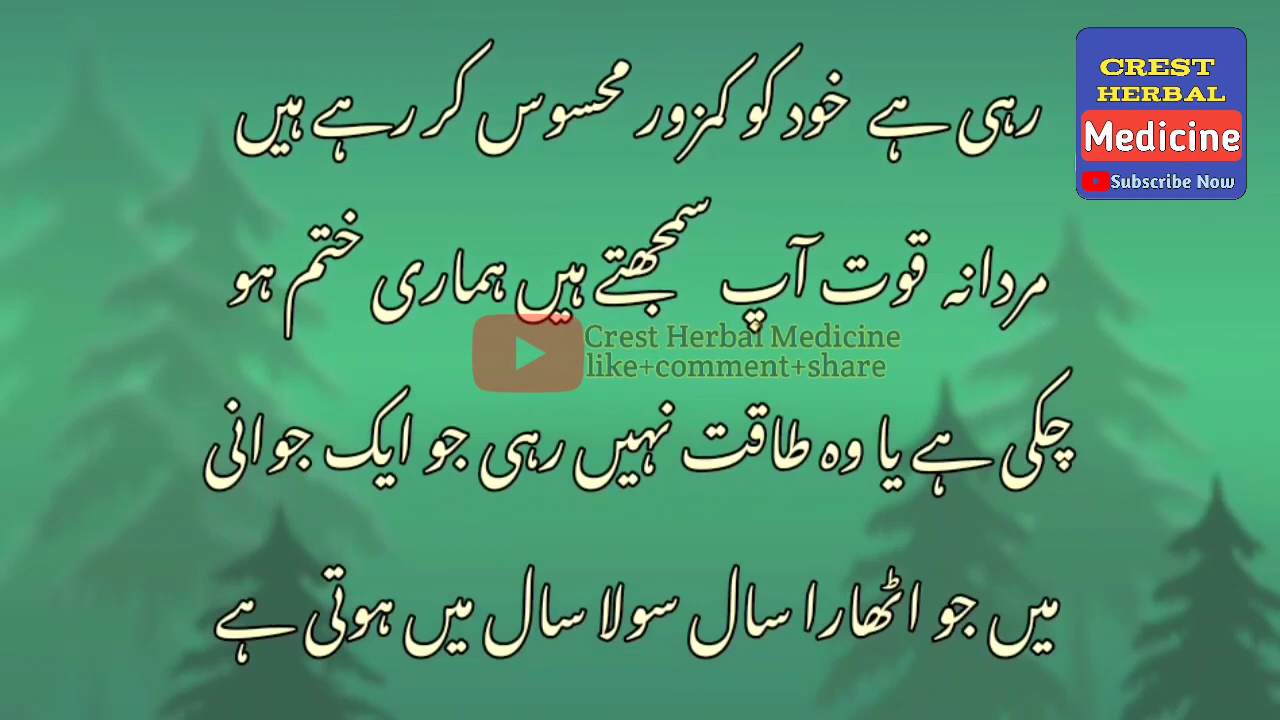 CREST
HERBAL
Medicine
Subscribe Now
رہی ہے خود کو کمزور محسوس کر رہے ہیں
مردانہ قوت آپ سمجھتے ہیں ہماری ختم ہو
Crest Herbal Medicine
like+comment+share
چکی ہے یا وہ طاقت نہیں رہی جو ایک جوانی
میں جو اٹھارا سال سولا سال میں ہوتی ہے